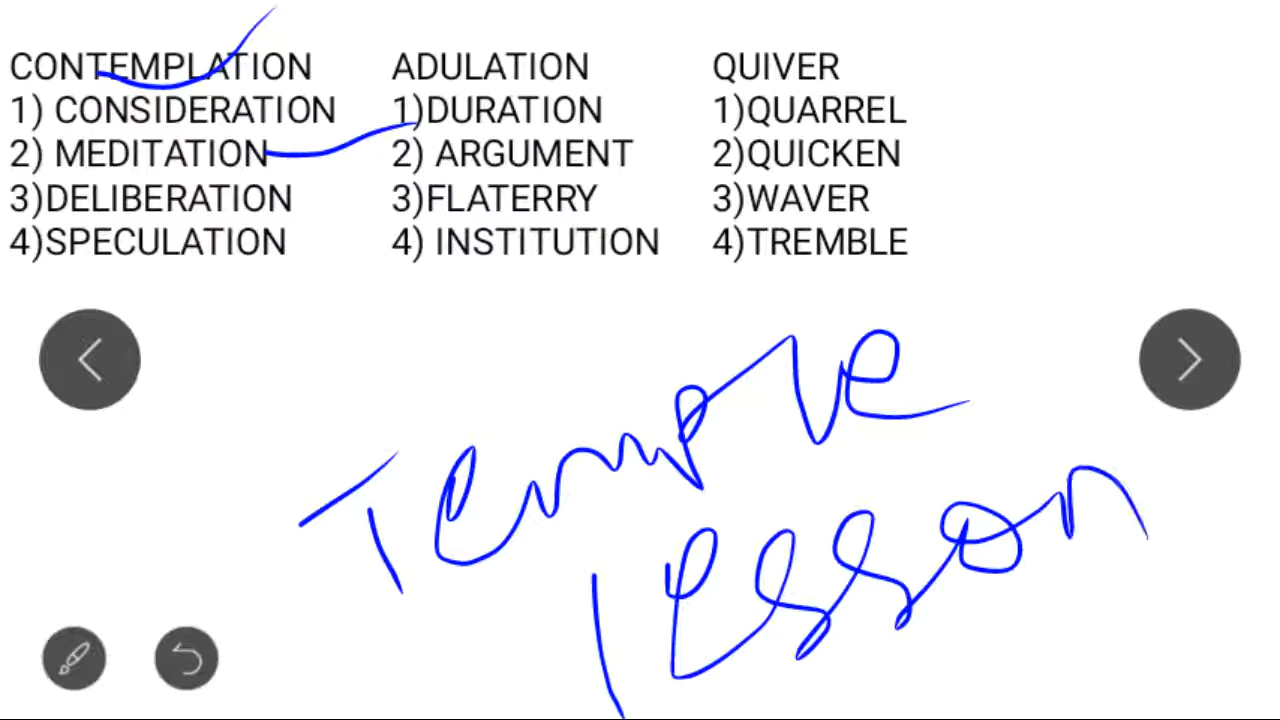 CONTEMPLATION
1) CONSIDERATION
2) MEDITATION
3)DELIBERATION
4)SPECULATION
ADULATION
1)DURATION
2) ARGUMENT
3)FLATERRY
4) INSTITUTION
QUIVER
1)QUARREL
2)QUICKEN
3)WAVER
4)TREMBLE
Temple
lesson